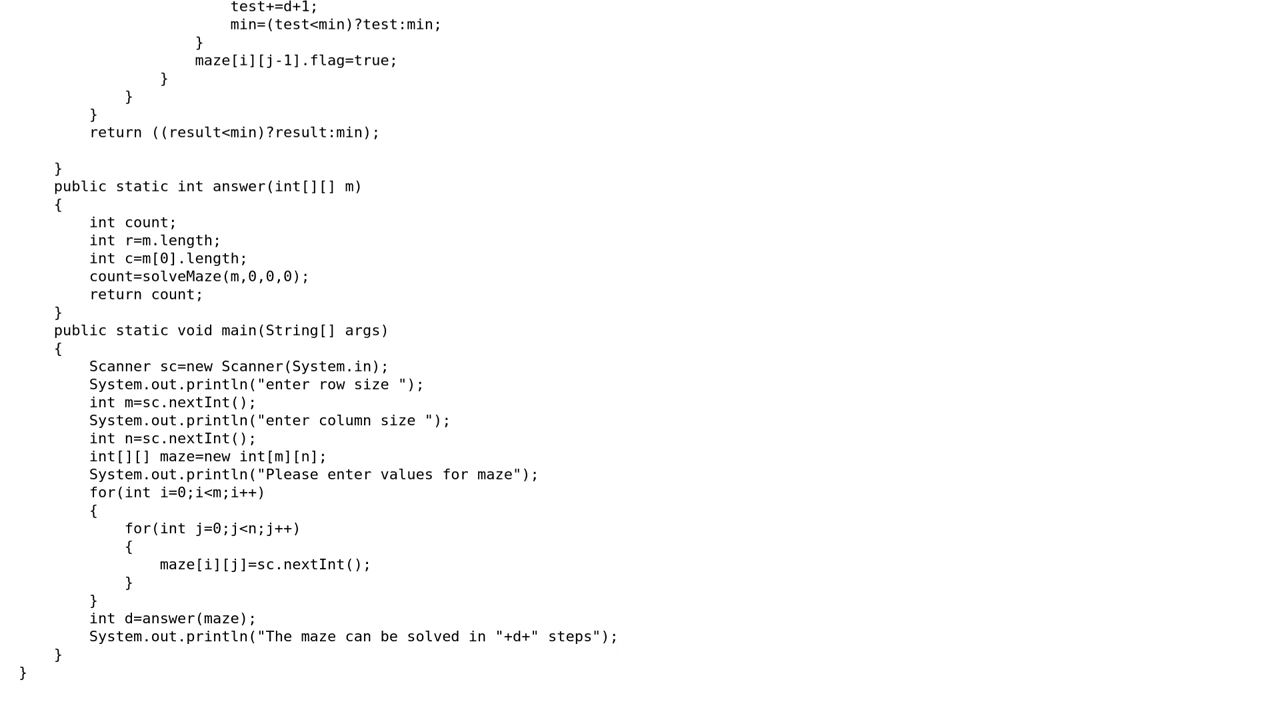 test+=d+1;
min=(test<min)?test:min;
}
maze[i][j-1].flag=true;
}
}
}
return ((result<min)?result:min);
}
public static int answer(int[][] m)
{
int count;
int r=m.length;
int c=m[0].length;
count=solveMaze(m,0,0,0);
return count;
}
public static void main(String[] args)
{
Scanner sc=new Scanner(System.in);
System.out.println("enter row size ");
int m=sc.nextInt();
System.out.println("enter column size ");
int n=sc.nextInt();
int[][] maze=new int[m][n];
System.out.println("Please enter values for maze");
for(int i=0;i<m;i++)
{
for(int j=0;j<n;j++)
{
maze[i][j]=sc.nextInt();
}
}
int d=answer(maze);
System.out.println("The maze can be solved in "+d+" steps");
}
}